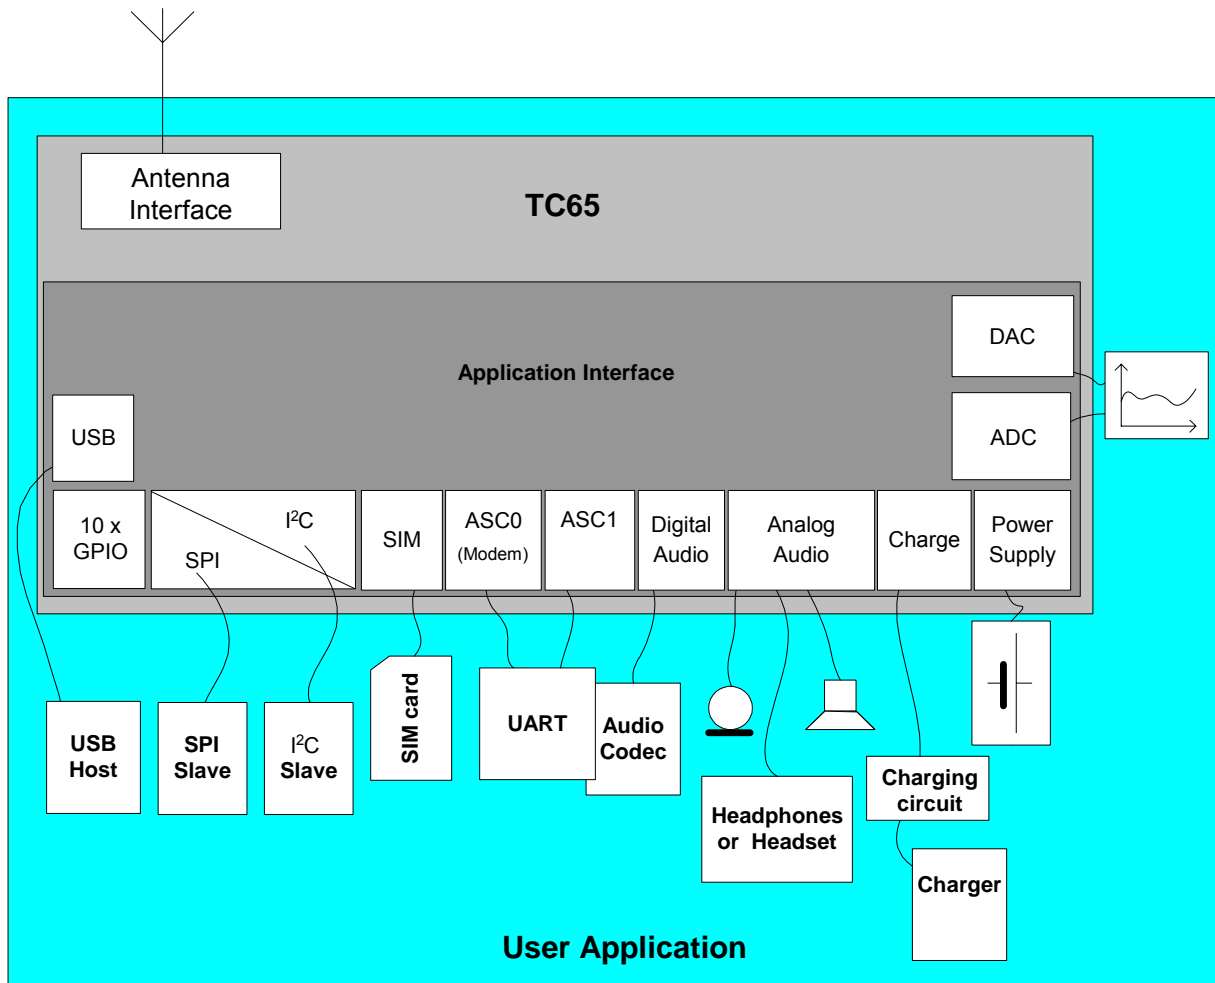 Antenna
Interface
TC65
DAC
Application Interface
USB
ADC
10 x
GPIO
SPI
I²C
SIM
ASC0
(Modem)
ASC1
Digital
Audio
Analog
Audio
Charge
Power
Supply
USB
Host
SPI
Slave
I²C
Slave
SIM card
UART
Audio
Codec
Headphones
or Headset
Charging
circuit
Charger
User Application